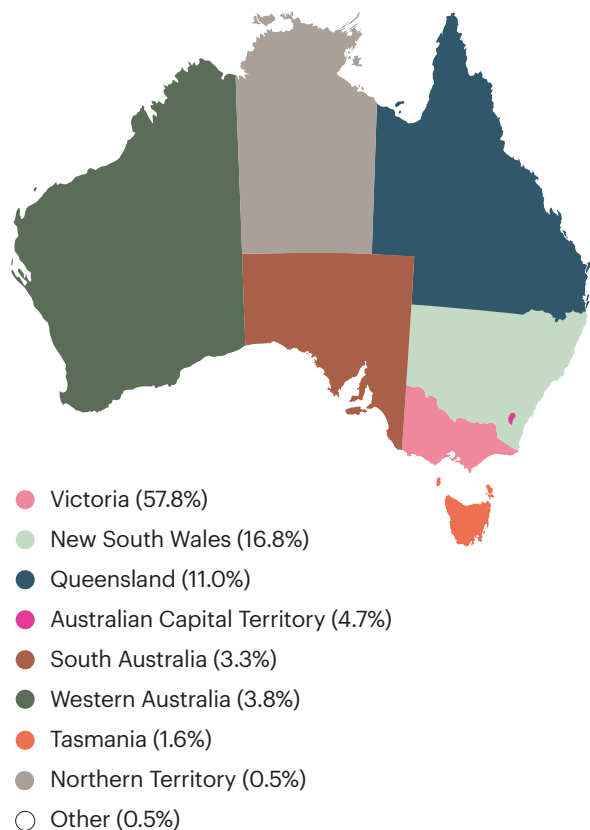 Victoria (57.8%)
New South Wales (16.8%)
Queensland (11.0%)
Australian Capital Territory (4.7%)
South Australia (3.3%)
Western Australia (3.8%)
Tasmania (1.6%)
Northern Territory (0.5%)
Other (0.5%)